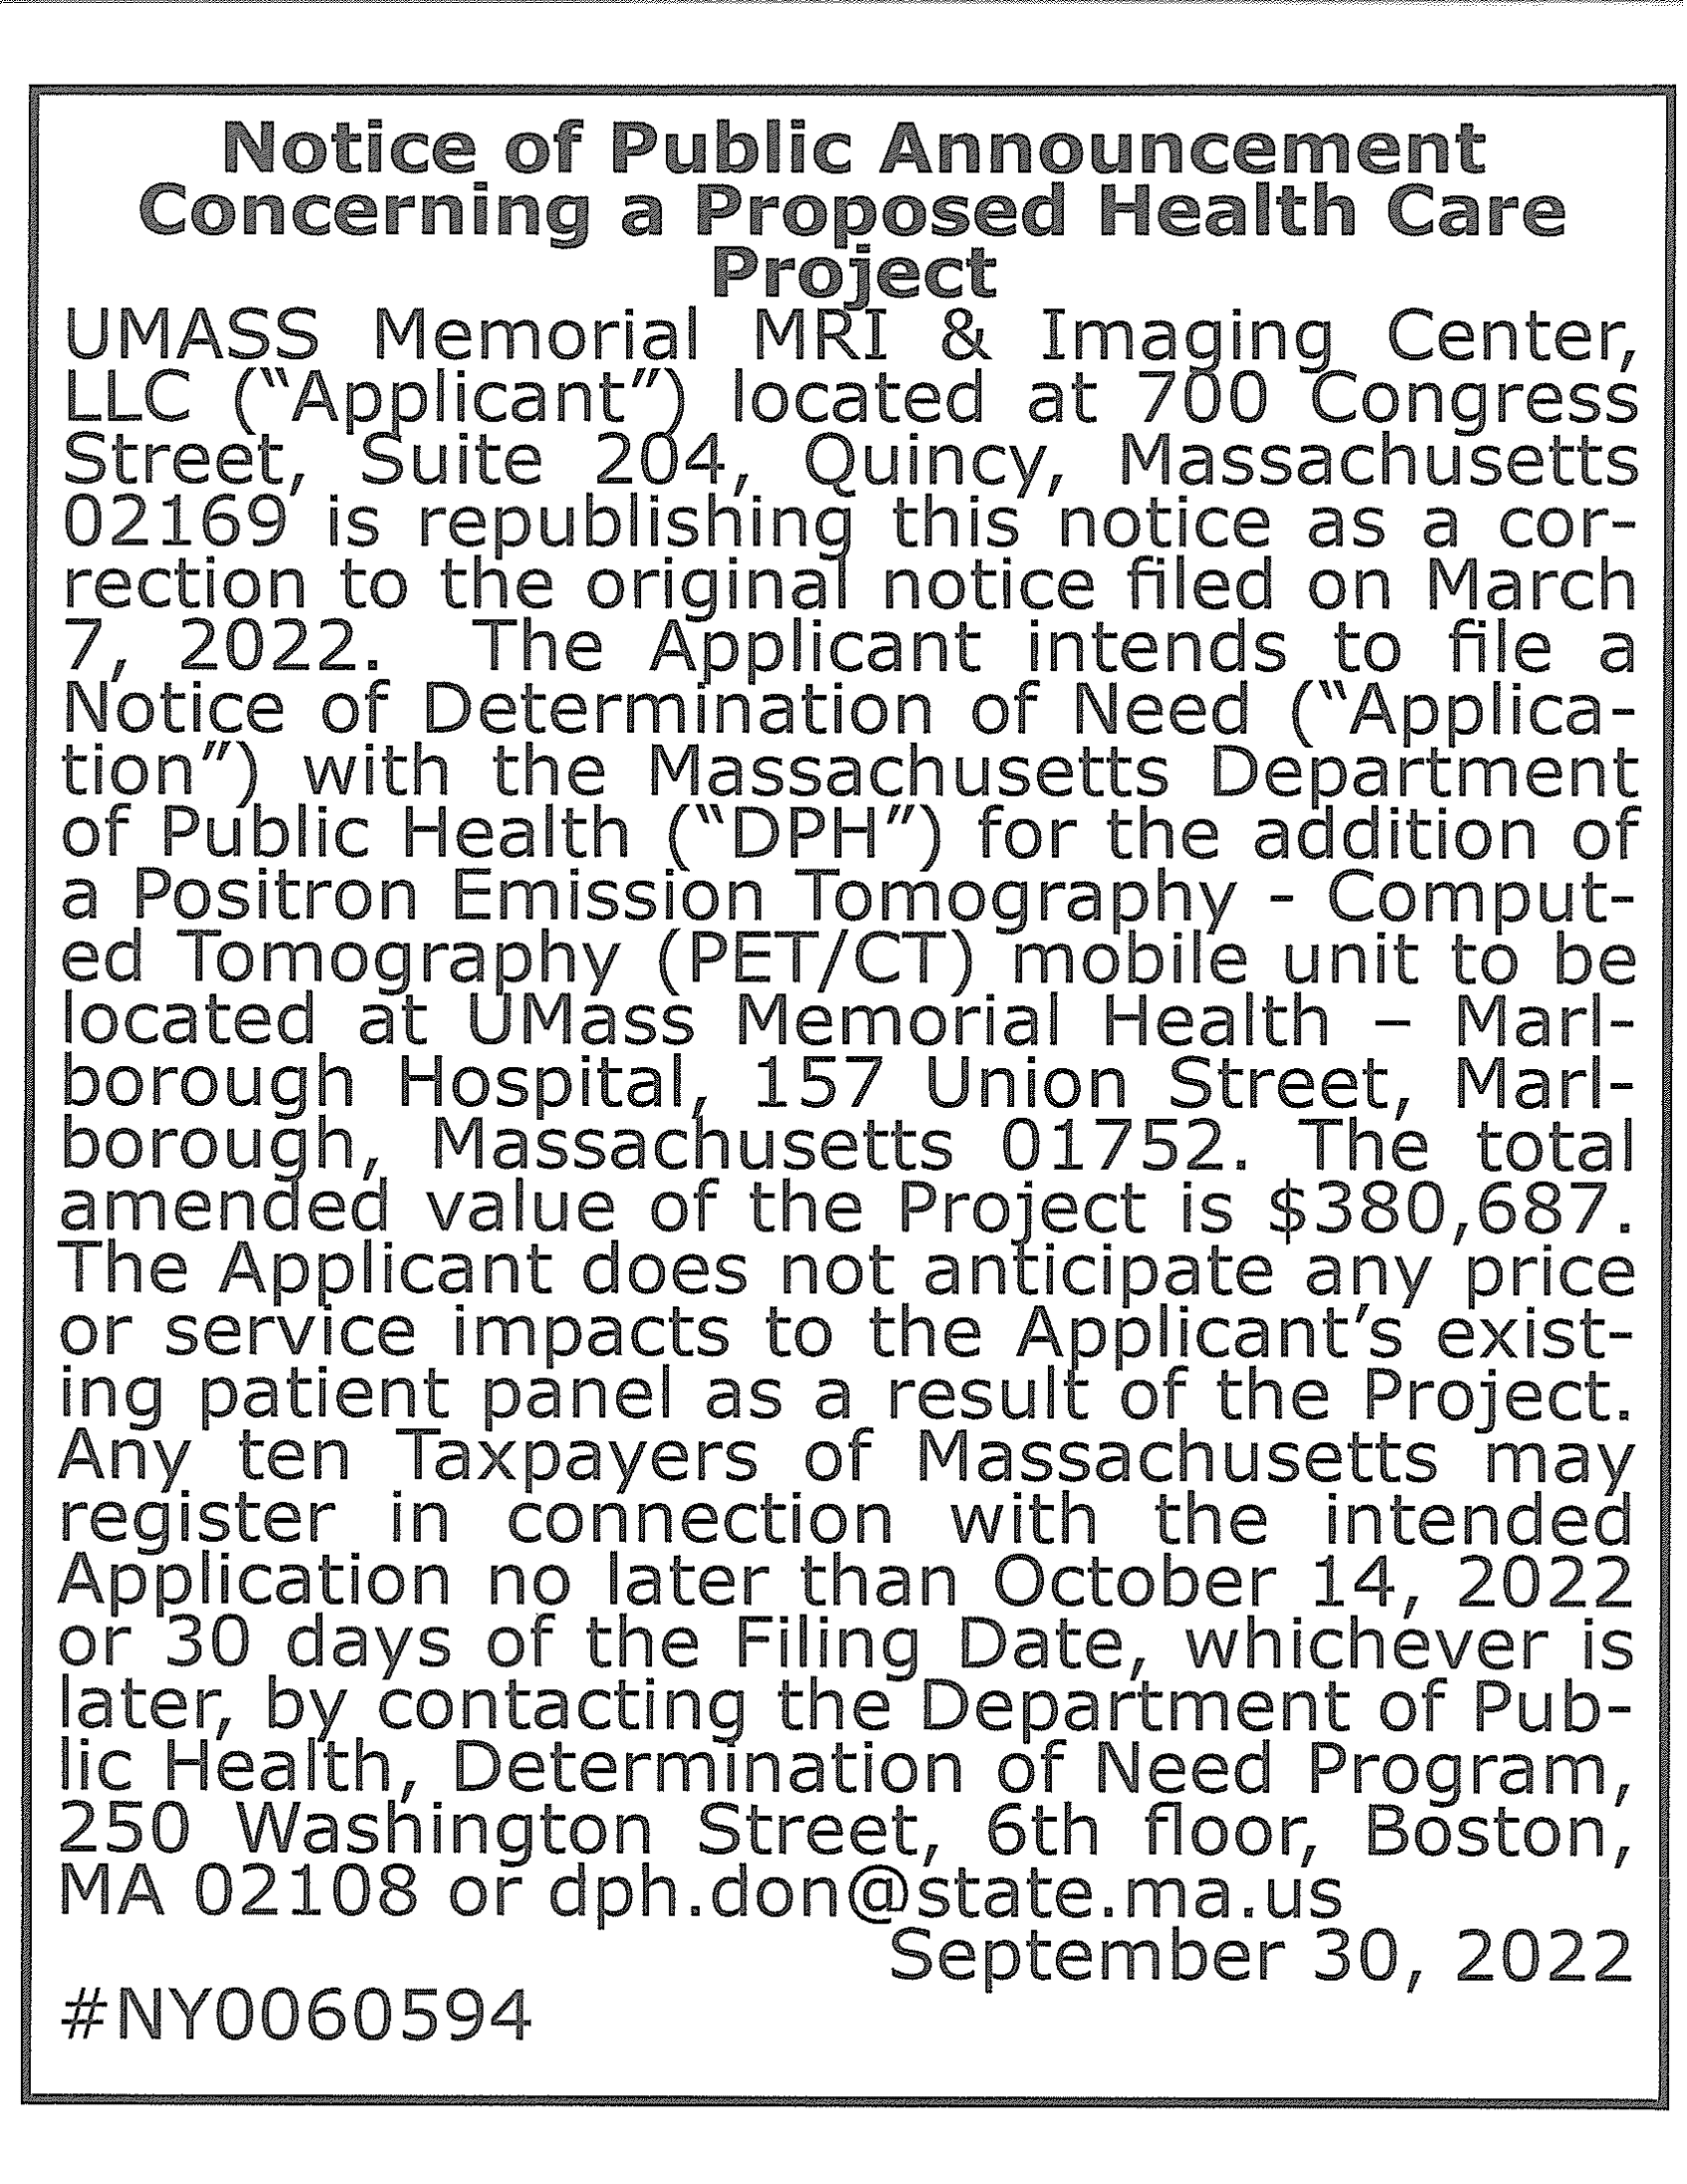 Notice of Public Announcement
Concerning a Proposed Health Care
Project
UMASS Memorial MRI & Imaging Center,
LLC (“Applicant”) located at 700 Congress
Street, Suite 204, Quincy, Massachusetts
02169 is republishing this notice as a cor-
rection to the original notice filed on March
7, 2022. The Applicant intends to file a
Notice of Determination of Need (“Applica-
tion”) with the Massachusetts Department
of Public Health (“DPH”) for the addition of
a Positron Emission Tomography - Comput-
ed Tomography (PET/CT) mobile unit to be
located at UMass Memorial Health – Marl-
borough Hospital, 157 Union Street, Marl-
borough, Massachusetts 01752. The total
amended value of the Project is $380,687.
The Applicant does not anticipate any price
or service impacts to the Applicant’s exist-
ing patient panel as a result of the Project.
Any ten Taxpayers of Massachusetts may
register in connection with the intended
Application no later than October 14, 2022
or 30 days of the Filing Date, whichever is
later, by contacting the Department of Pub-
lic Health, Determination of Need Program,
250 Washington Street, 6th floor, Boston,
MA 02108 or dph.don@state.ma.us
September 30, 2022
#NY0060594